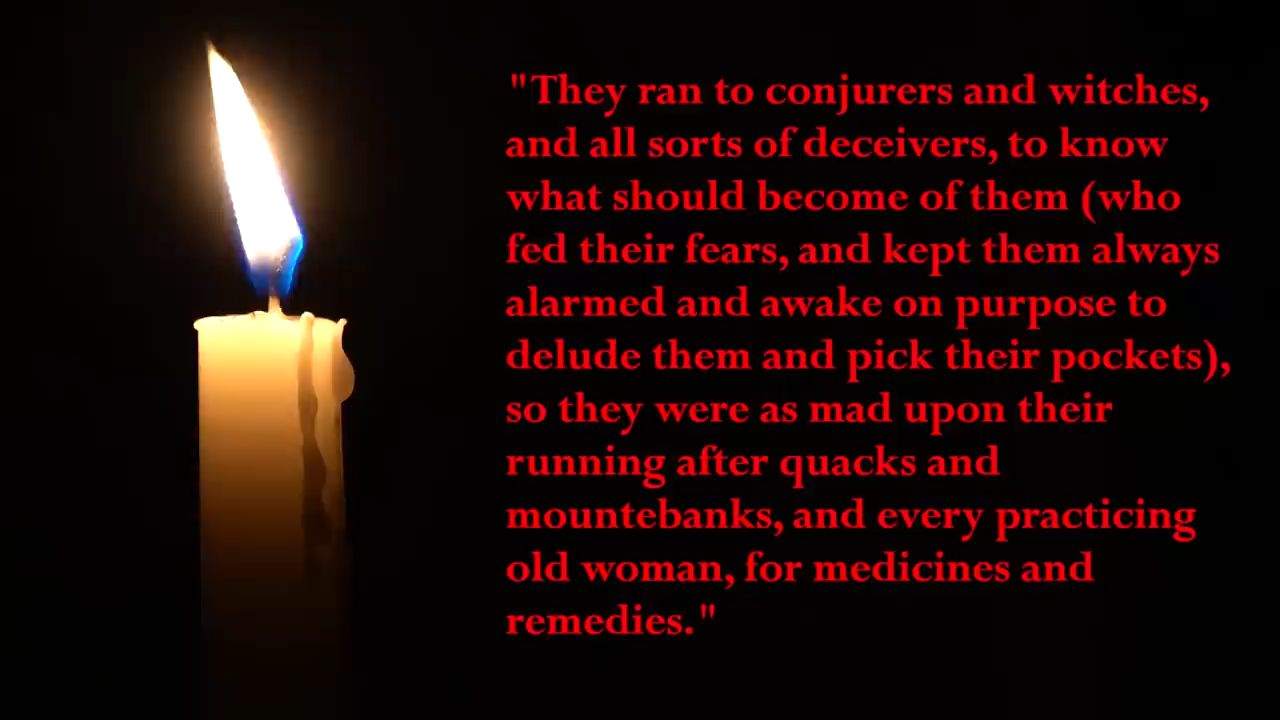 "They ran to conjurers and witches,
and all sorts of deceivers, to know
what should become of them (who
fed their fears, and kept them always
alarmed and awake on purpose to
delude them and pick their pockets),
so they were as mad upon their
running after quacks and
mountebanks, and every practicing
old woman, for medicines and
remedies."